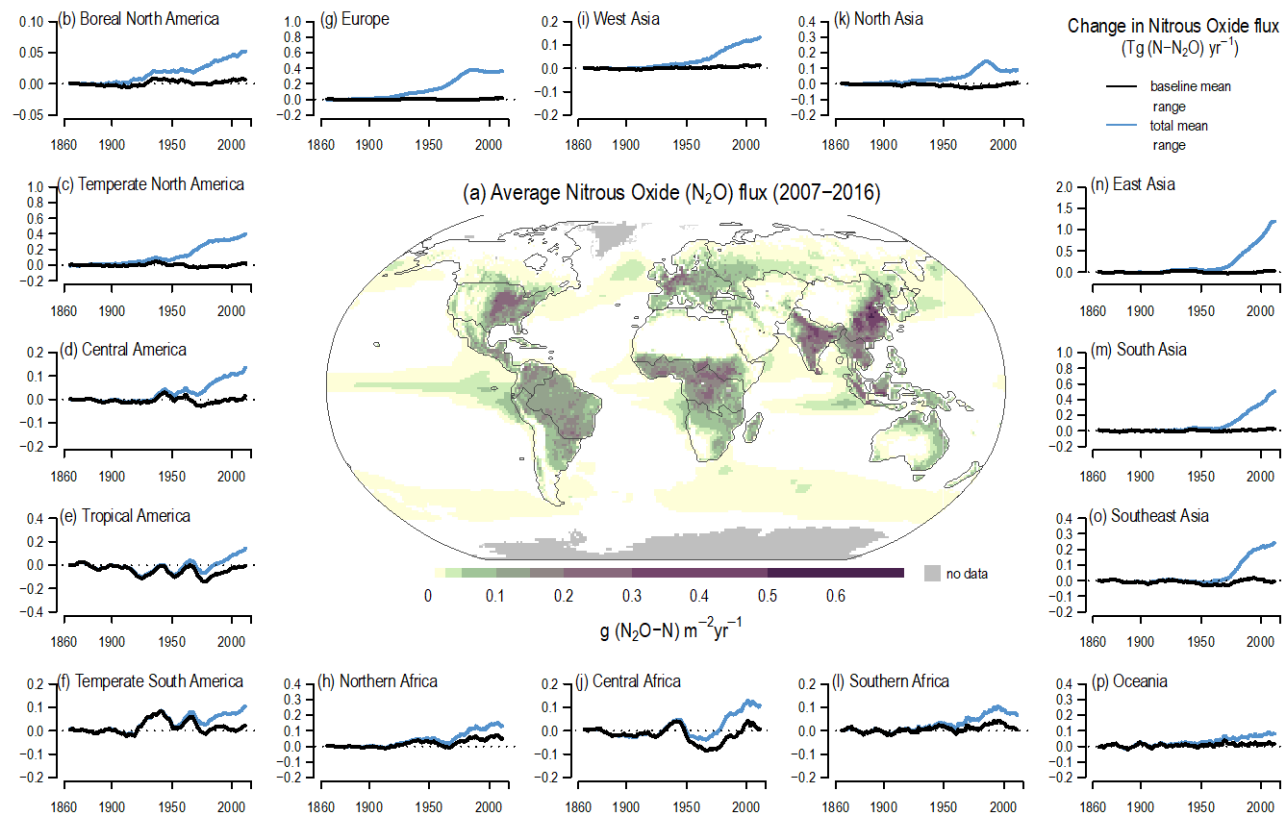 (b) Boreal North America
0.10
0.05
0.00
−0.05
1860 1900 1950 2000
(g) Europe
1.0
0.8
0.6
0.4
0.2
0.0
−0.2
1860 1900 1950 2000
(i) West Asia
0.2
0.1
0.0
−0.1
−0.2
1860 1900 1950 2000
(k) North Asia
0.4
0.3
0.2
0.1
0.0
−0.1
−0.2
1860 1900 1950 2000
Change in Nitrous Oxide flux
(Tg (N−N₂O) yr⁻¹)
baseline mean
range
total mean
range
(c) Temperate North America
1.0
0.8
0.6
0.4
0.2
0.0
−0.2
1860 1900 1950 2000
(a) Average Nitrous Oxide (N₂O) flux (2007−2016)
(n) East Asia
2.0
1.5
1.0
0.5
0.0
1860 1900 1950 2000
(d) Central America
0.2
0.1
0.0
−0.1
−0.2
1860 1900 1950 2000
(m) South Asia
1.0
0.8
0.6
0.4
0.2
0.0
−0.2
1860 1900 1950 2000
(e) Tropical America
0.4
0.2
0.0
−0.2
−0.4
1860 1900 1950 2000
0 0.1 0.2 0.3 0.4 0.5 0.6
no data
g (N₂O−N) m⁻²yr⁻¹
(o) Southeast Asia
0.4
0.3
0.2
0.1
0.0
−0.1
−0.2
1860 1900 1950 2000
(f) Temperate South America
0.2
0.1
0.0
−0.1
−0.2
1860 1900 1950 2000
(h) Northern Africa
0.4
0.3
0.2
0.1
0.0
−0.1
−0.2
1860 1900 1950 2000
(j) Central Africa
0.2
0.1
0.0
−0.1
−0.2
1860 1900 1950 2000
(l) Southern Africa
0.2
0.1
0.0
−0.1
−0.2
1860 1900 1950 2000
(p) Oceania
0.4
0.3
0.2
0.1
0.0
−0.1
−0.2
1860 1900 1950 2000